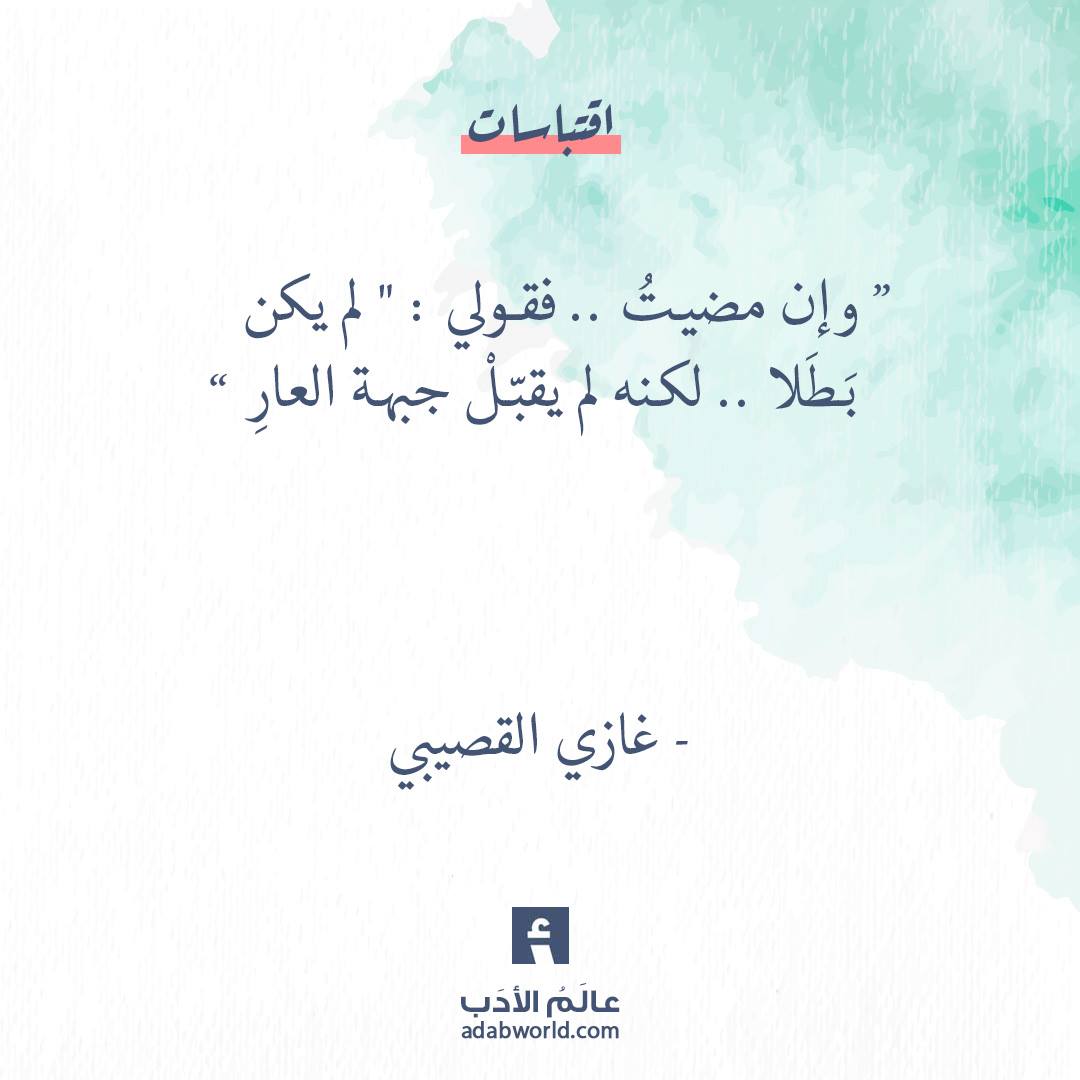 اقتباسات
” وإن مضيتُ .. فقولي : " لم يكن
بَطَلا .. لكنه لم يقبّلْ جبهة العارِ “
- غازي القصيبي
أ
عالَمُ الأدَب
adabworld.com